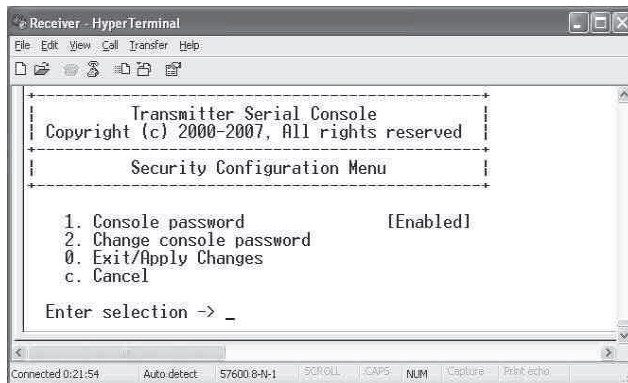 Receiver - HyperTerminal
File Edit View Call Transfer Help
Transmitter Serial Console
Copyright (c) 2000-2007, All rights reserved
Security Configuration Menu
1. Console password [Enabled]
2. Change console password
0. Exit/Apply Changes
c. Cancel
Enter selection -> _
Connected 0:21:54 Auto detect 57600 8-N-1 SCROLL CAPS NUM Capture Print echo